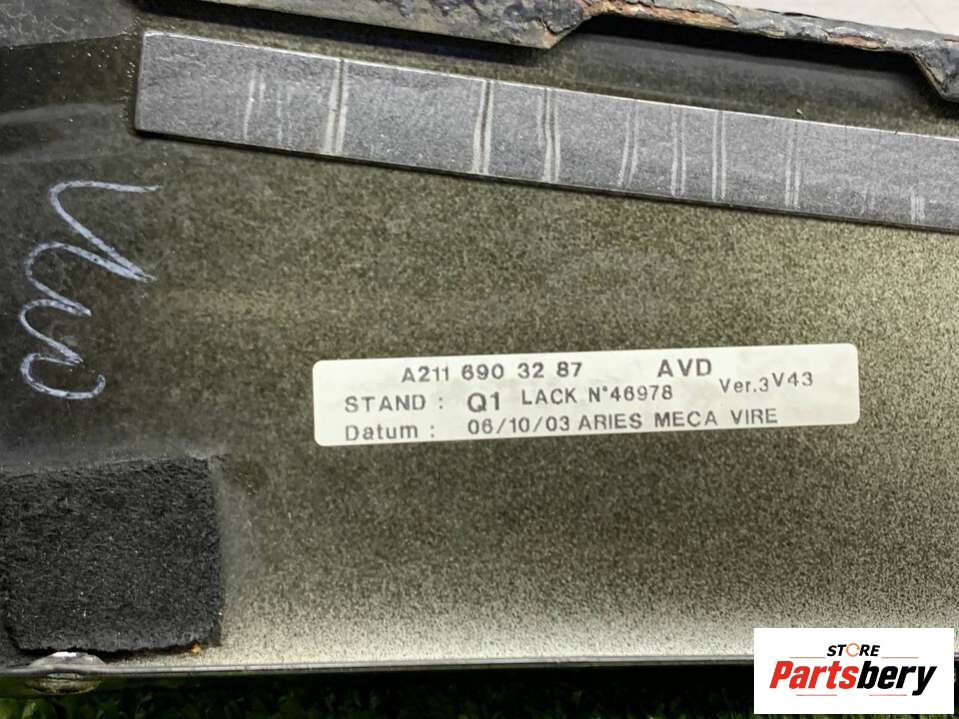 A211 690 32 87 AVD
STAND : Q1 LACK N°46978 Ver.3V43
Datum : 06/10/03 ARIES MECA VIRE
STORE
Partsbery